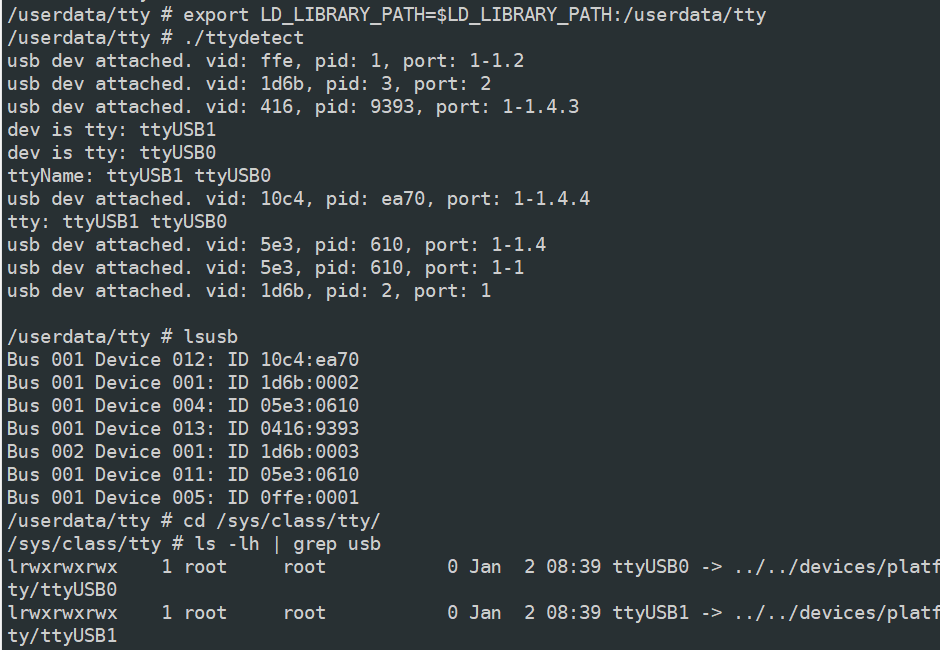 /userdata/tty # export LD_LIBRARY_PATH=$LD_LIBRARY_PATH:/userdata/tty
/userdata/tty # ./ttydetect
usb dev attached. vid: ffe, pid: 1, port: 1-1.2
usb dev attached. vid: 1d6b, pid: 3, port: 2
usb dev attached. vid: 416, pid: 9393, port: 1-1.4.3
dev is tty: ttyUSB1
dev is tty: ttyUSB0
ttyName: ttyUSB1 ttyUSB0
usb dev attached. vid: 10c4, pid: ea70, port: 1-1.4.4
tty: ttyUSB1 ttyUSB0
usb dev attached. vid: 5e3, pid: 610, port: 1-1.4
usb dev attached. vid: 5e3, pid: 610, port: 1-1
usb dev attached. vid: 1d6b, pid: 2, port: 1
/userdata/tty # lsusb
Bus 001 Device 012: ID 10c4:ea70
Bus 001 Device 001: ID 1d6b:0002
Bus 001 Device 004: ID 05e3:0610
Bus 001 Device 013: ID 0416:9393
Bus 002 Device 001: ID 1d6b:0003
Bus 001 Device 011: ID 05e3:0610
Bus 001 Device 005: ID 0ffe:0001
/userdata/tty # cd /sys/class/tty/
/sys/class/tty # ls -lh | grep usb
lrwxrwxrwx    1 root     root           0 Jan  2 08:39 ttyUSB0 -> ../../devices/platf
ty/ttyUSB0
lrwxrwxrwx    1 root     root           0 Jan  2 08:39 ttyUSB1 -> ../../devices/platf
ty/ttyUSB1